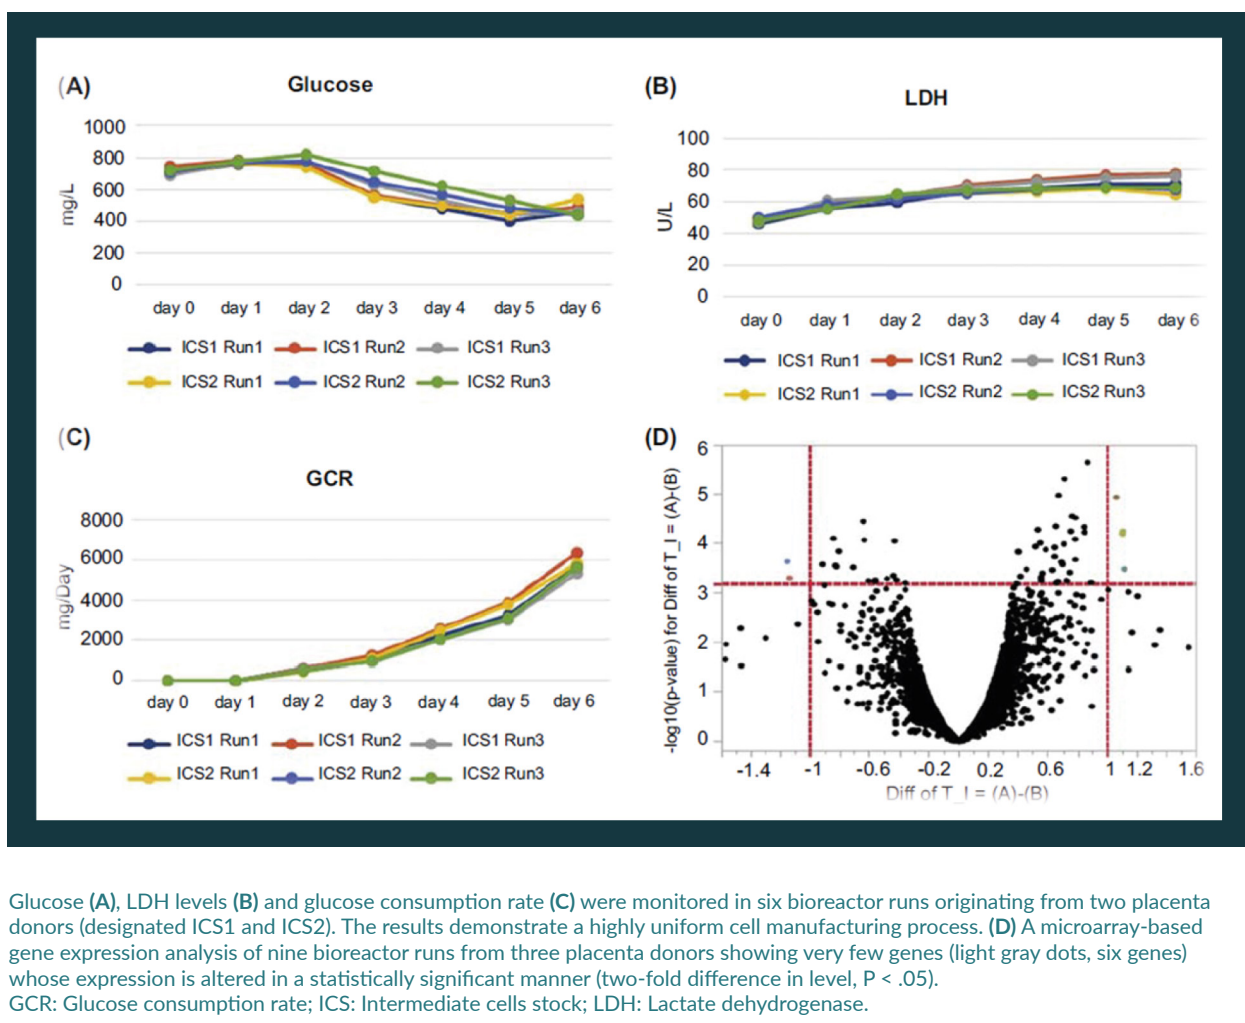 (A)
Glucose
1000
800
600
400
200
0
mg/L
day 0 day 1 day 2 day 3 day 4 day 5 day 6
ICS1 Run1 ICS1 Run2 ICS1 Run3
ICS2 Run1 ICS2 Run2 ICS2 Run3
(B)
LDH
100
80
60
40
20
0
U/L
day 0 day 1 day 2 day 3 day 4 day 5 day 6
ICS1 Run1 ICS1 Run2 ICS1 Run3
ICS2 Run1 ICS2 Run2 ICS2 Run3
(C)
GCR
8000
6000
4000
2000
0
mg/Day
day 0 day 1 day 2 day 3 day 4 day 5 day 6
ICS1 Run1 ICS1 Run2 ICS1 Run3
ICS2 Run1 ICS2 Run2 ICS2 Run3
(D)
6
5
4
3
2
1
0
-log10(p-value) for Diff of T_I = (A)-(B)
-1.4 -1 -0.6 -0.2 0.2 0.6 1 1.2 1.6
Diff of T_I = (A)-(B)
Glucose (A), LDH levels (B) and glucose consumption rate (C) were monitored in six bioreactor runs originating from two placenta
donors (designated ICS1 and ICS2). The results demonstrate a highly uniform cell manufacturing process. (D) A microarray-based
gene expression analysis of nine bioreactor runs from three placenta donors showing very few genes (light gray dots, six genes)
whose expression is altered in a statistically significant manner (two-fold difference in level, P < .05).
GCR: Glucose consumption rate; ICS: Intermediate cells stock; LDH: Lactate dehydrogenase.